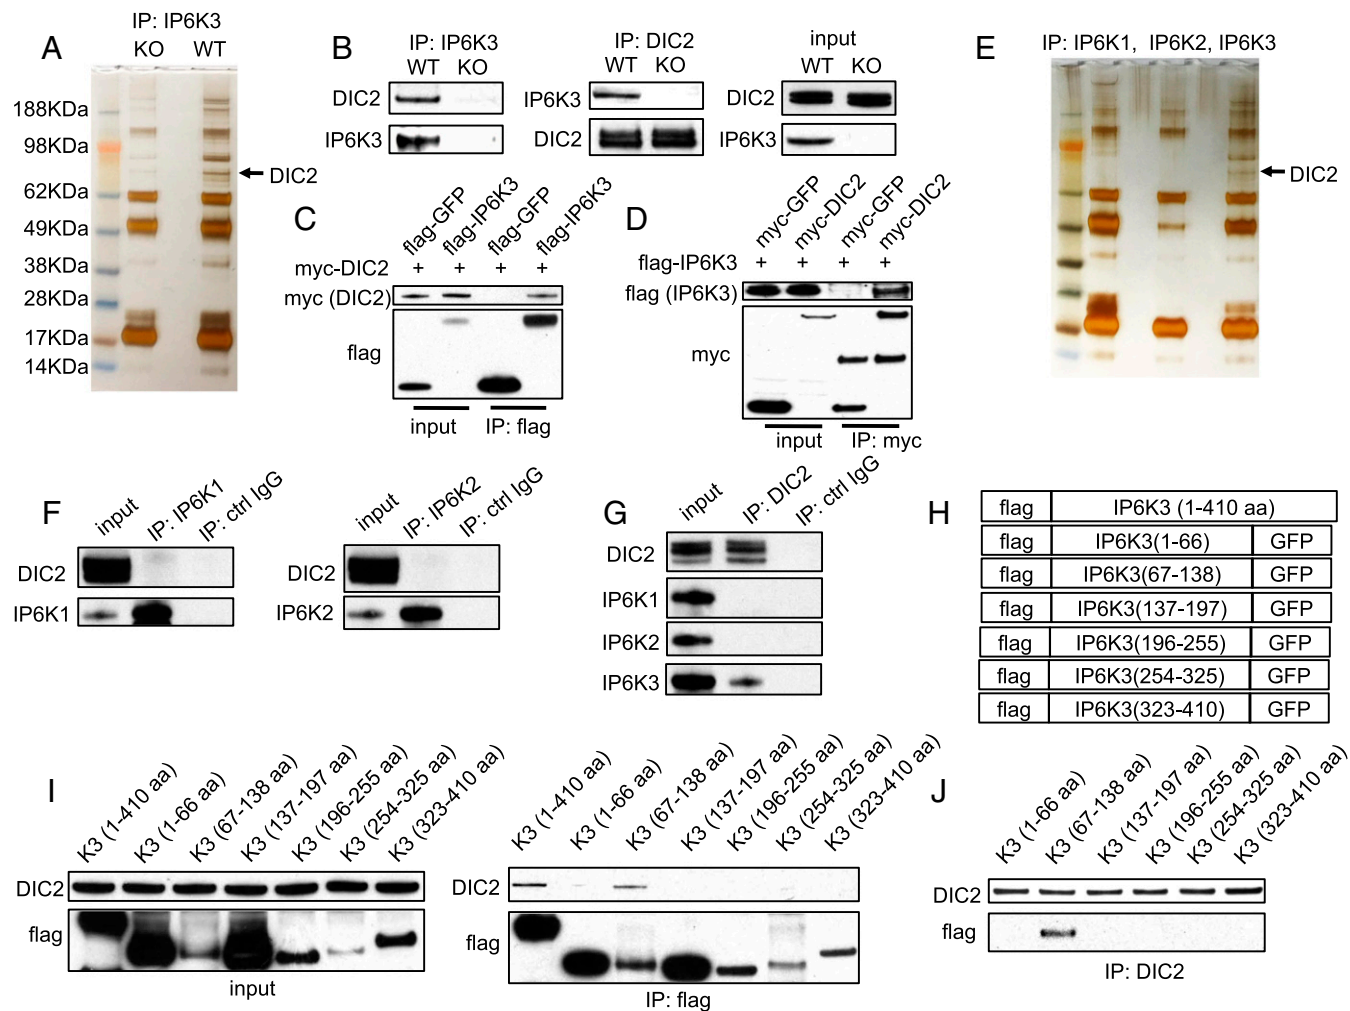 A
IP: IP6K3
KO WT
188KDa
98KDa
62KDa
49KDa
38KDa
28KDa
17KDa
14KDa
DIC2
B
IP: IP6K3
WT KO
DIC2
IP6K3
IP: DIC2
WT KO
IP6K3
DIC2
input
WT KO
DIC2
IP6K3
C
flag-GFP
flag-IP6K3
flag-GFP
flag-IP6K3
myc-DIC2 + + + +
myc (DIC2)
flag
input IP: flag
D
myc-GFP
myc-DIC2
myc-GFP
myc-DIC2
flag-IP6K3 + + + +
flag (IP6K3)
myc
input IP: myc
E
IP: IP6K1, IP6K2, IP6K3
DIC2
F
input
IP: IP6K1
IP: ctrl IgG
DIC2
IP6K1
input
IP: IP6K2
IP: ctrl IgG
DIC2
IP6K2
G
input
IP: DIC2
IP: ctrl IgG
DIC2
IP6K1
IP6K2
IP6K3
H
flag IP6K3 (1-410 aa)
flag IP6K3(1-66) GFP
flag IP6K3(67-138) GFP
flag IP6K3(137-197) GFP
flag IP6K3(196-255) GFP
flag IP6K3(254-325) GFP
flag IP6K3(323-410) GFP
I
K3 (1-410 aa)
K3 (1-66 aa)
K3 (67-138 aa)
K3 (137-197 aa)
K3 (196-255 aa)
K3 (254-325 aa)
K3 (323-410 aa)
DIC2
flag
input
K3 (1-410 aa)
K3 (1-66 aa)
K3 (67-138 aa)
K3 (137-197 aa)
K3 (196-255 aa)
K3 (254-325 aa)
K3 (323-410 aa)
DIC2
flag
IP: flag
J
K3 (1-66 aa)
K3 (67-138 aa)
K3 (137-197 aa)
K3 (196-255 aa)
K3 (254-325 aa)
K3 (323-410 aa)
DIC2
flag
IP: DIC2